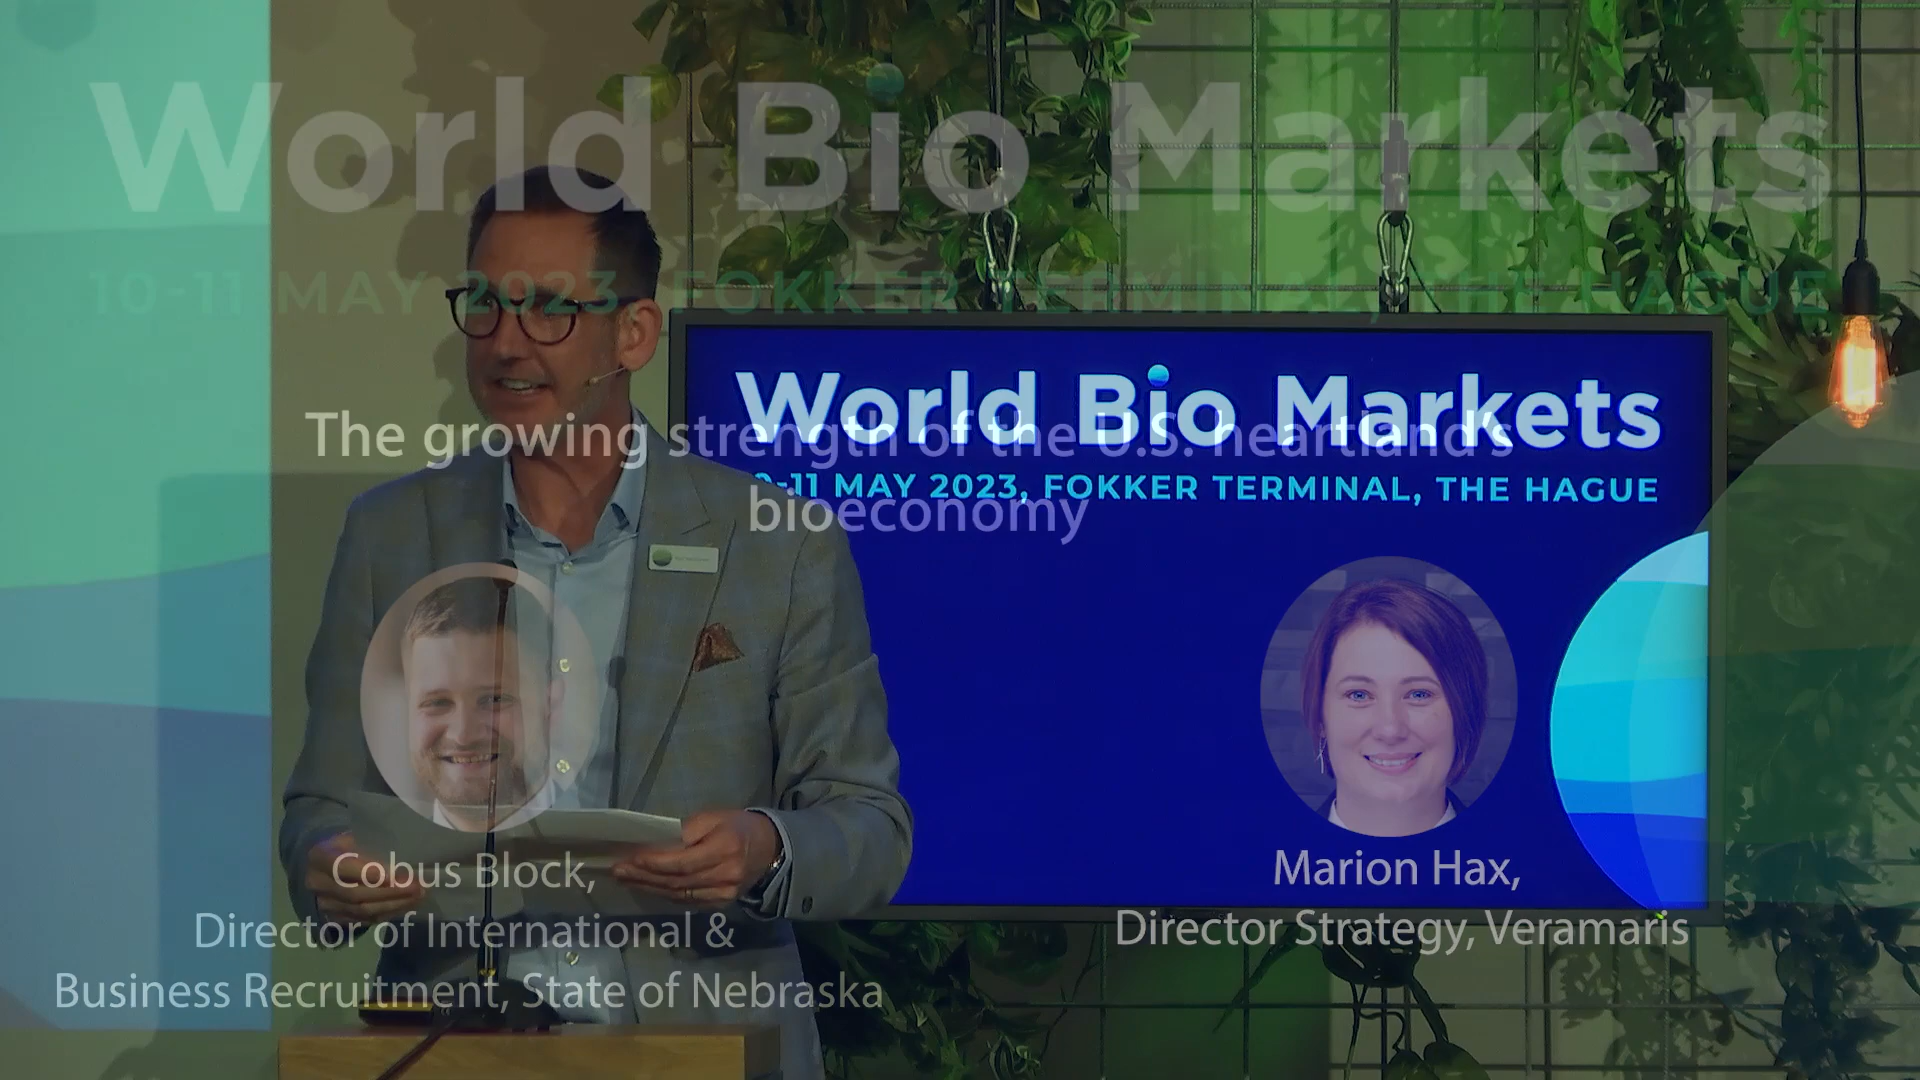 World Bio Markets
10-11 MAY 2023, FOKKER TERMINAL, THE HAGUE
World Bio Markets
0-11 MAY 2023, FOKKER TERMINAL, THE HAGUE
The growing strength of the U.S. heartland's
bioeconomy
Cobus Block,
Director of International &
Business Recruitment, State of Nebraska
Marion Hax,
Director Strategy, Veramaris